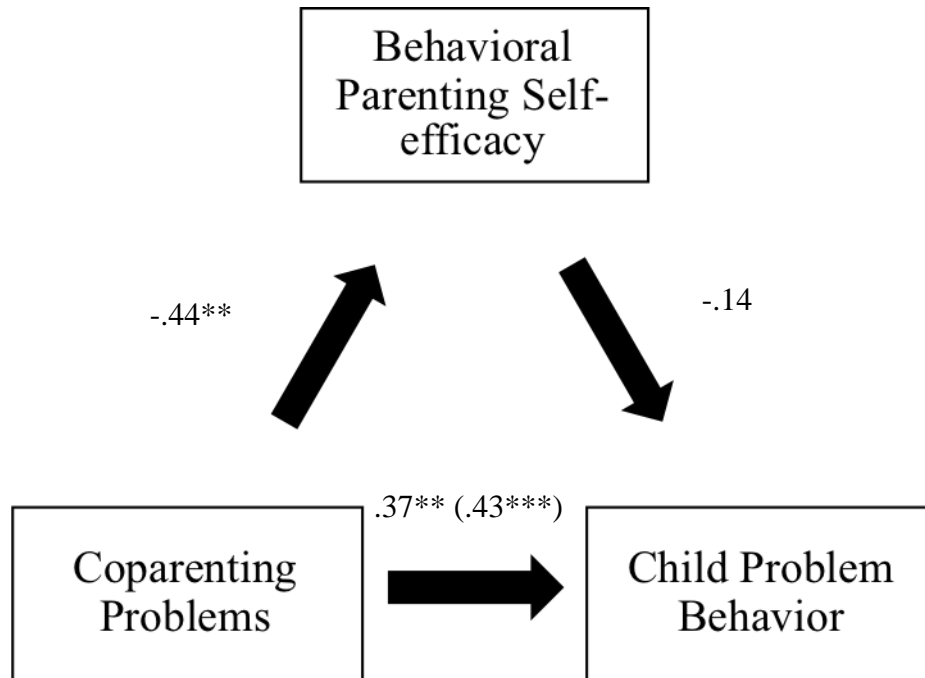 Behavioral
Parenting Self-
efficacy
-.44**
-.14
.37** (.43***)
Coparenting
Problems
Child Problem
Behavior